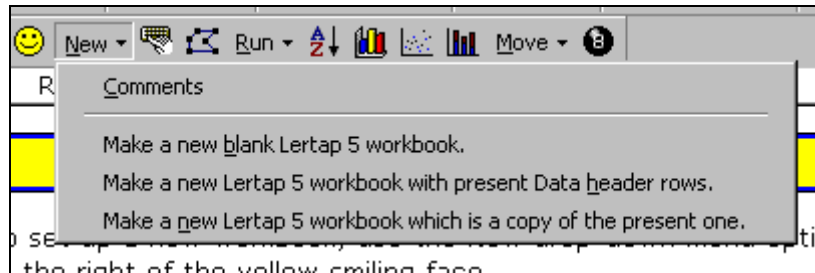 New Run A Z Move 8
R
Comments
Make a new blank Lertap 5 workbook.
Make a new Lertap 5 workbook with present Data header rows.
Make a new Lertap 5 workbook which is a copy of the present one.
the right of the yellow smiling face